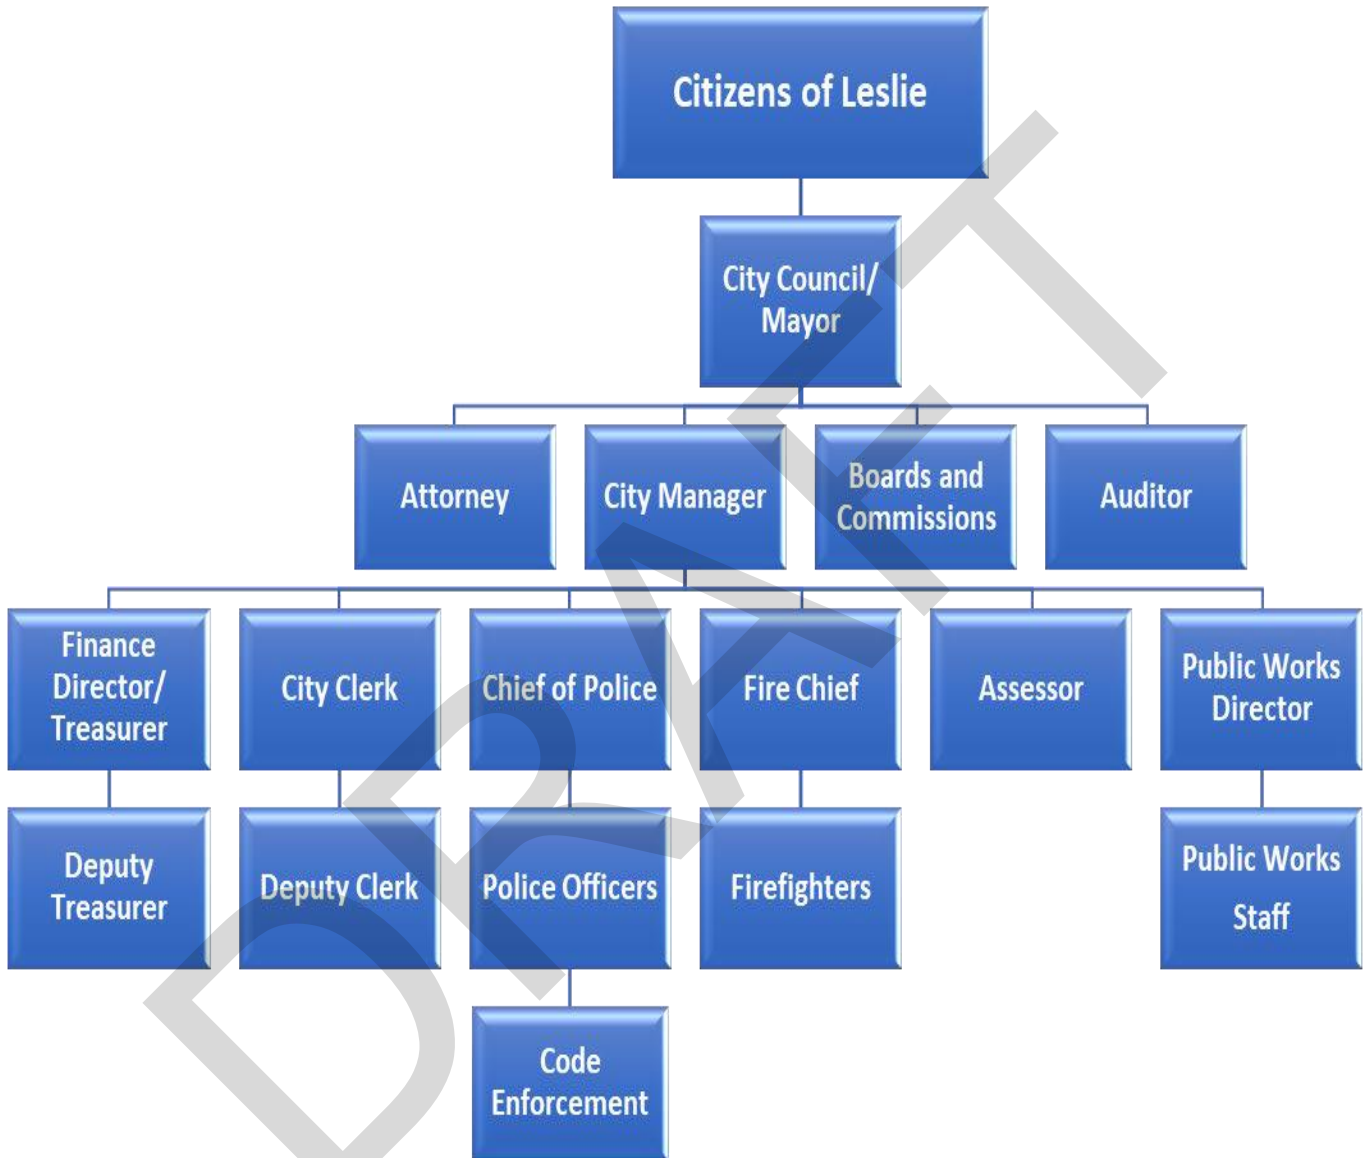 Citizens of Leslie
City Council/
Mayor
Attorney
City Manager
Boards and
Commissions
Auditor
Finance
Director/
Treasurer
City Clerk
Chief of Police
Fire Chief
Assessor
Public Works
Director
Deputy
Treasurer
Deputy Clerk
Police Officers
Firefighters
Public Works
Staff
Code
Enforcement
DRAFT